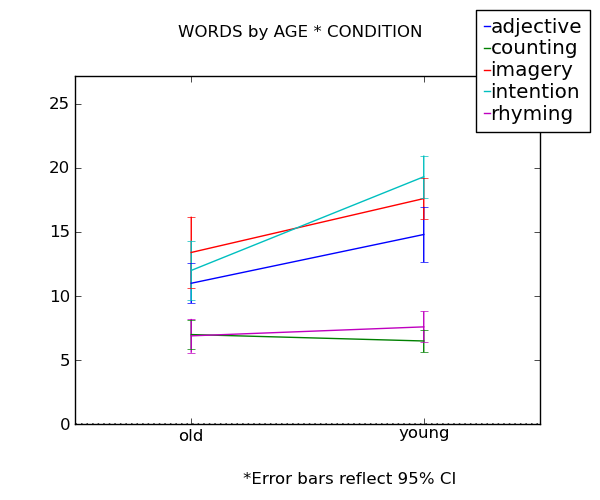 WORDS by AGE * CONDITION
adjective
counting
imagery
intention
rhyming
25
20
15
10
5
0
old
young
*Error bars reflect 95% CI